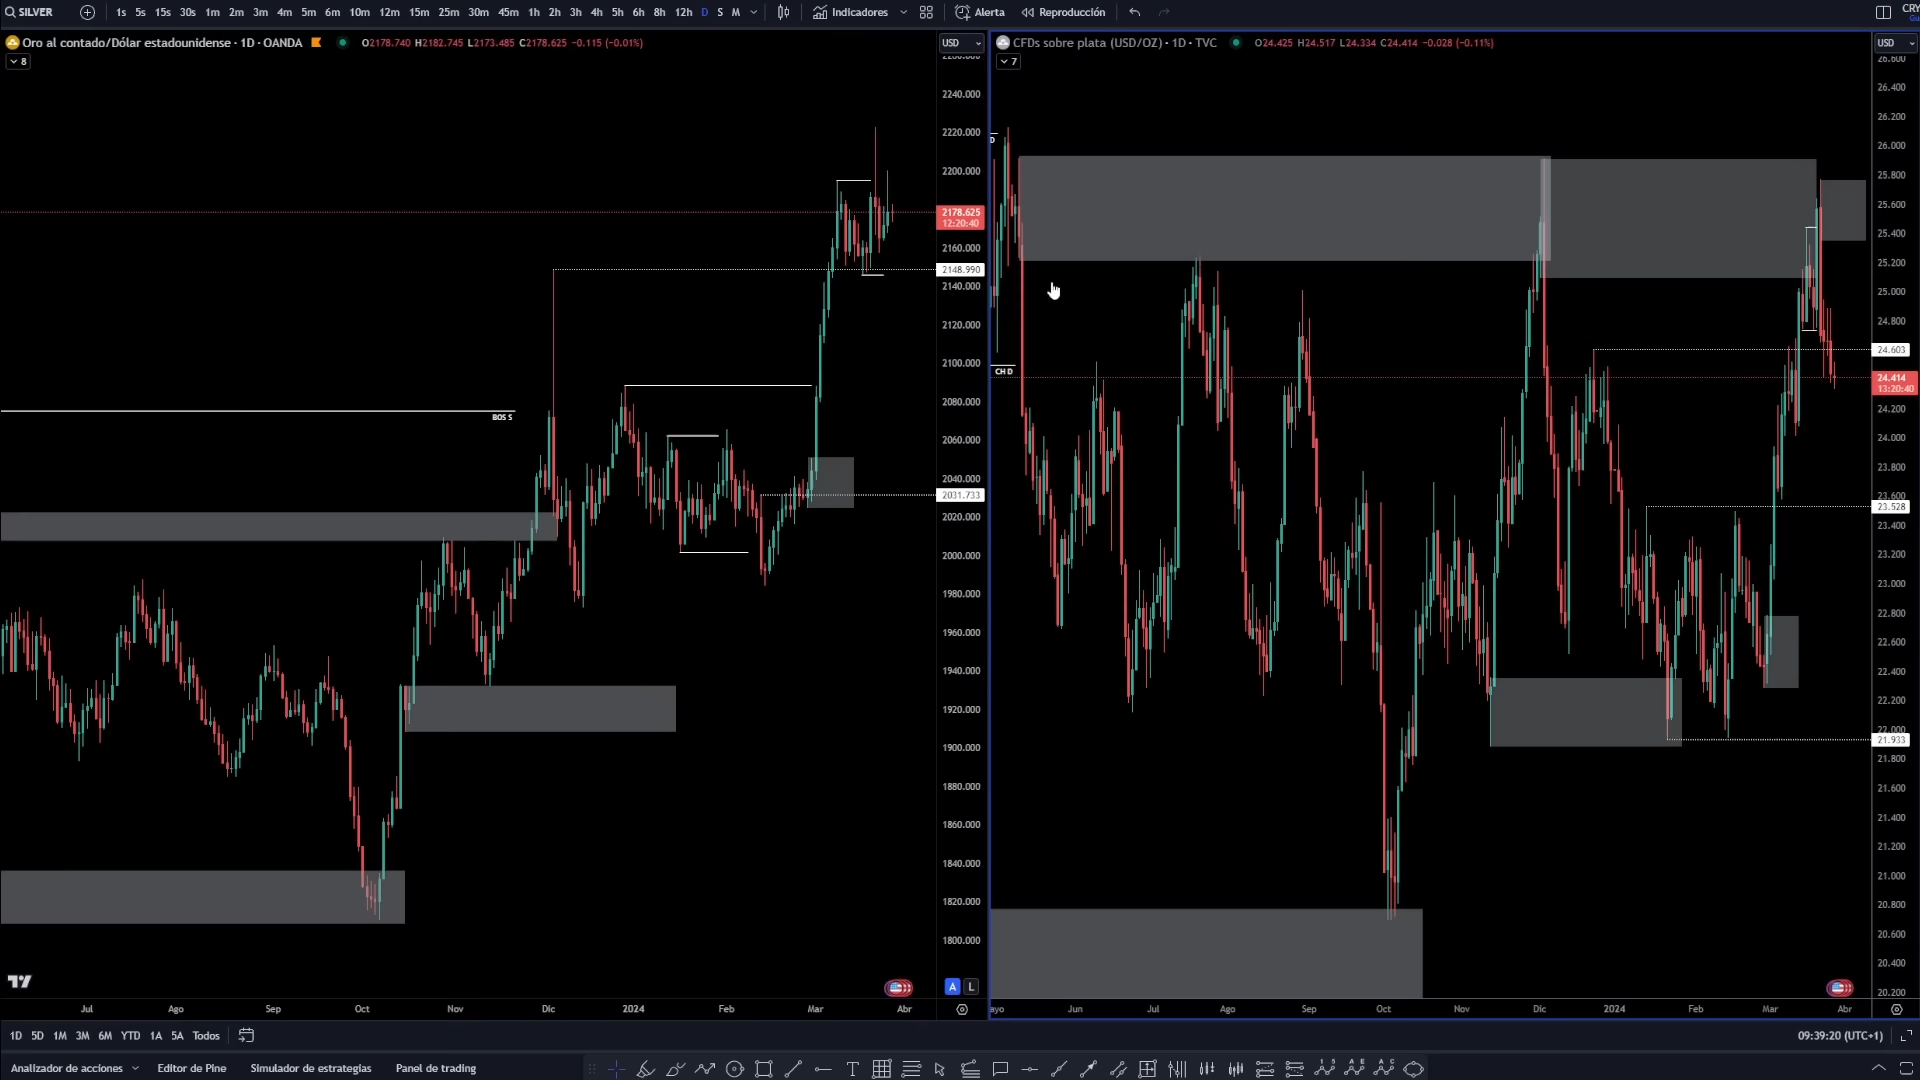 SILVER
1s 5s 15s 30s 1m 2m 3m 4m 5m 6m 10m 12m 15m 25m 30m 45m 1h 2h 3h 4h 5h 6h 8h 12h D S M
Indicadores
Alerta
Reproducción
CRY
Oro al contado/Dólar estadounidense · 1D · OANDA
O2178.740 H2182.745 L2173.485 C2178.625 −0.115 (−0.01%)
USD
8
2240.000
2220.000
2200.000
2178.625
12:20:40
2160.000
2148.990
2140.000
2120.000
2100.000
2080.000
2060.000
2040.000
2031.733
2020.000
2000.000
1980.000
1960.000
1940.000
1920.000
1900.000
1880.000
1860.000
1840.000
1820.000
1800.000
BOS S
A L
Jul Ago Sep Oct Nov Dic 2024 Feb Mar Abr
CFDs sobre plata (USD/OZ) · 1D · TVC
O24.425 H24.517 L24.334 C24.414 −0.028 (−0.11%)
USD
7
D
CH D
26.600
26.400
26.200
26.000
25.800
25.600
25.400
25.200
25.000
24.800
24.603
24.414
13:20:40
24.200
24.000
23.800
23.600
23.528
23.400
23.200
23.000
22.800
22.600
22.400
22.200
22.000
21.933
21.800
21.600
21.400
21.200
21.000
20.800
20.600
20.400
20.200
ayo Jun Jul Ago Sep Oct Nov Dic 2024 Feb Mar Abr
1D 5D 1M 3M 6M YTD 1A 5A Todos
09:39:20 (UTC+1)
Analizador de acciones
Editor de Pine
Simulador de estrategias
Panel de trading